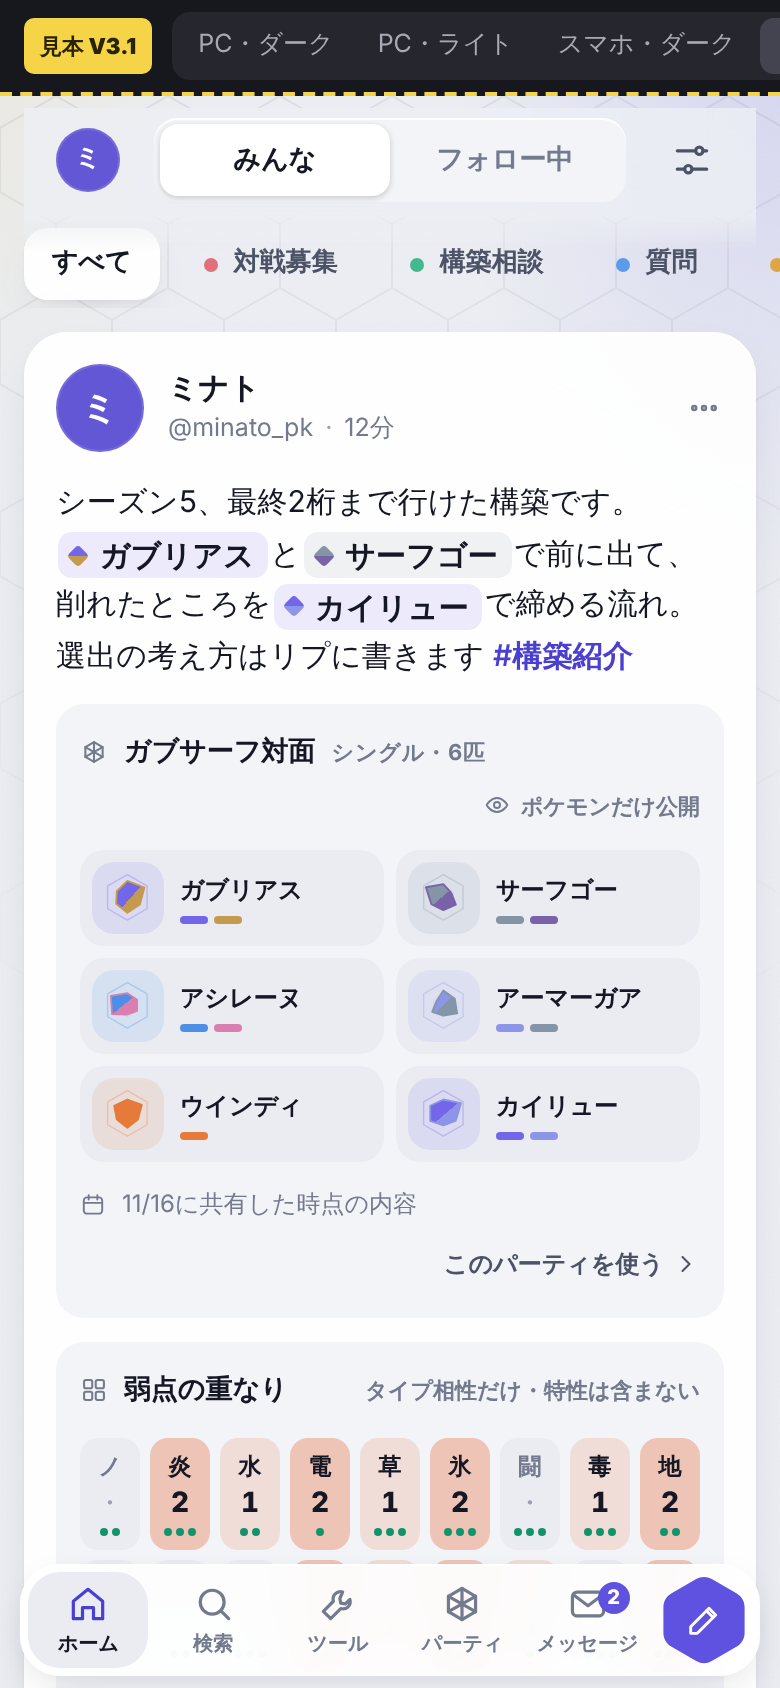 見本 V3.1 PC・ダーク PC・ライト スマホ・ダーク
ミ みんな フォロー中
すべて 対戦募集 構築相談 質問
ミ ミナト
@minato_pk · 12分
シーズン5、最終2桁まで行けた構築です。
ガブリアス と サーフゴー で前に出て、
削れたところを カイリュー で締める流れ。
選出の考え方はリプに書きます #構築紹介
ガブサーフ対面 シングル・6匹
ポケモンだけ公開
ガブリアス サーフゴー
アシレーヌ アーマーガア
ウインディ カイリュー
11/16に共有した時点の内容
このパーティを使う
弱点の重なり タイプ相性だけ・特性は含まない
ノ 炎 水 電 草 氷 闘 毒 地
· 2 1 2 1 2 · 1 2
2
ホーム 検索 ツール パーティ メッセージ